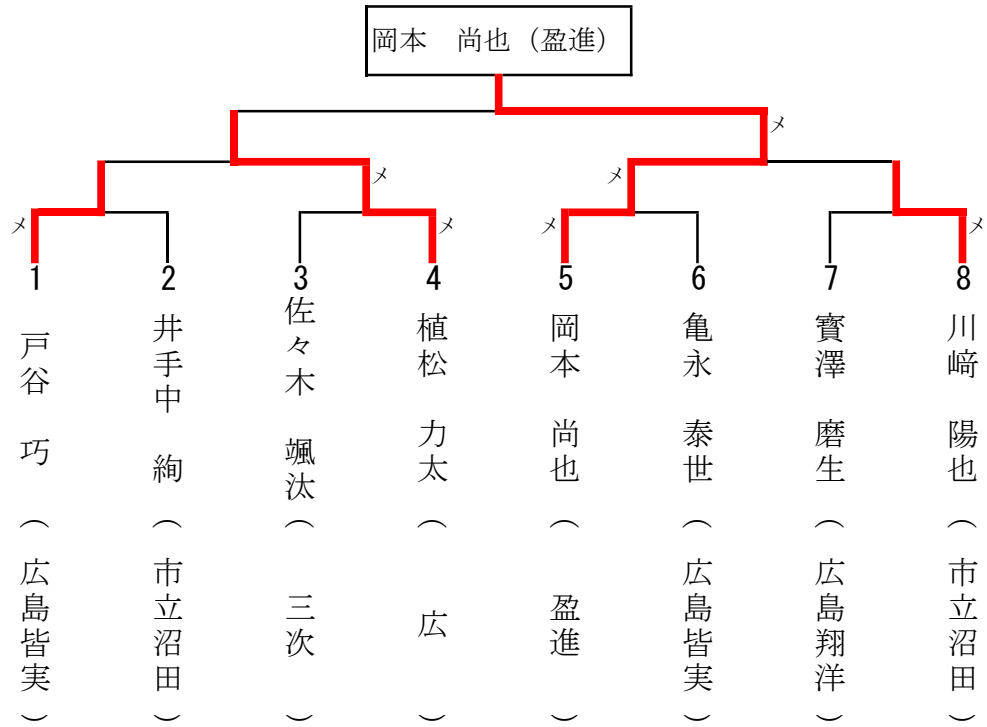 岡本　尚也（盈進）
メ
メ
メ
メ
メ
メ
メ
1
2
3
4
5
6
7
8
戸谷　巧（広島皆実）
井手中　絢（市立沼田）
佐々木　颯汰（三次）
植松　力太（広）
岡本　尚也（盈進）
亀永　泰世（広島皆実）
寳澤　磨生（広島翔洋）
川﨑　陽也（市立沼田）